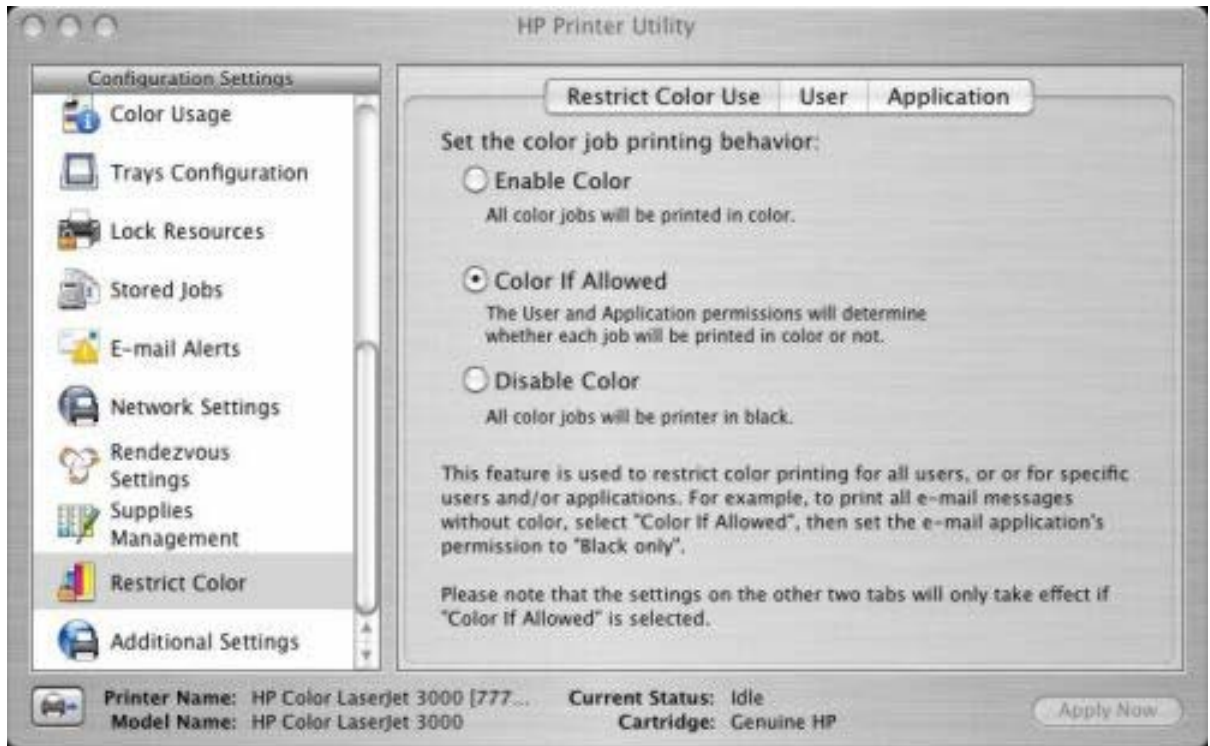 HP Printer Utility
Configuration Settings
Color Usage
Trays Configuration
Lock Resources
Stored Jobs
E-mail Alerts
Network Settings
Rendezvous
Settings
Supplies
Management
Restrict Color
Additional Settings
Restrict Color Use User Application
Set the color job printing behavior:
Enable Color
All color jobs will be printed in color.
Color If Allowed
The User and Application permissions will determine
whether each job will be printed in color or not.
Disable Color
All color jobs will be printer in black.
This feature is used to restrict color printing for all users, or or for specific
users and/or applications. For example, to print all e-mail messages
without color, select "Color If Allowed", then set the e-mail application's
permission to "Black only".
Please note that the settings on the other two tabs will only take effect if
"Color If Allowed" is selected.
Printer Name: HP Color LaserJet 3000 [777... Current Status: Idle
Model Name: HP Color LaserJet 3000 Cartridge: Genuine HP
Apply Now